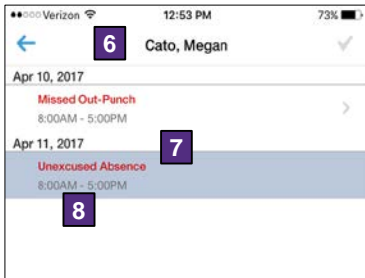 Verizon 12:53 PM 73%
6 Cato, Megan
Apr 10, 2017
Missed Out-Punch
8:00AM - 5:00PM
Apr 11, 2017
7
Unexcused Absence
8:00AM - 5:00PM
8